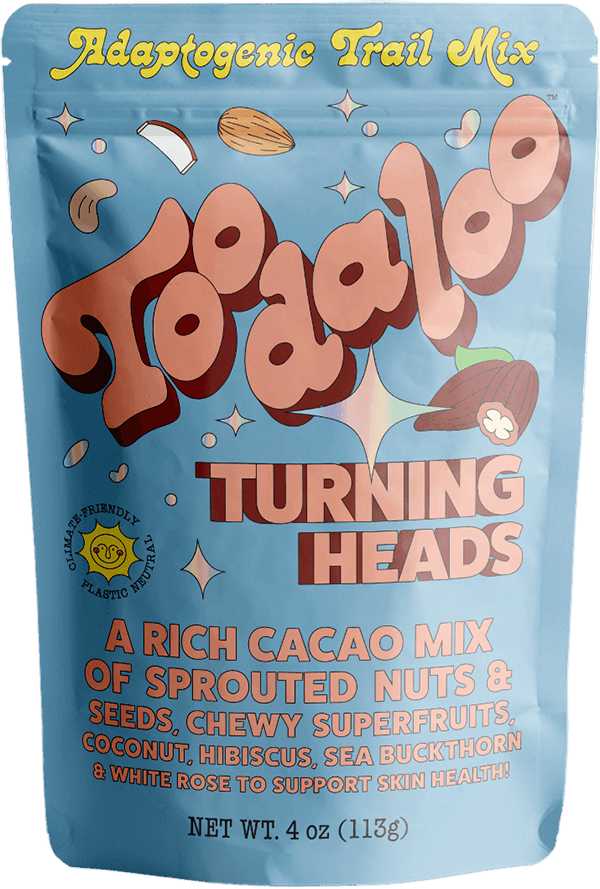 Adaptogenic Trail Mix
Toodaloo
TM
TURNING
HEADS
CLIMATE-FRIENDLY
PLASTIC NEUTRAL
A RICH CACAO MIX
OF SPROUTED NUTS &
SEEDS, CHEWY SUPERFRUITS,
COCONUT, HIBISCUS, SEA BUCKTHORN
& WHITE ROSE TO SUPPORT SKIN HEALTH!
NET WT. 4 oz (113g)